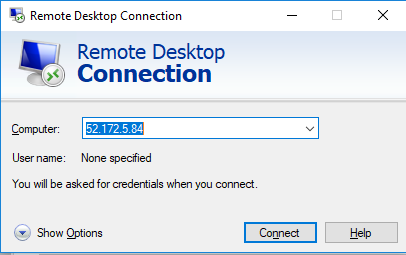 Remote Desktop Connection
Remote Desktop
Connection
Computer: 52.172.5.84
User name: None specified
You will be asked for credentials when you connect.
Show Options Connect Help